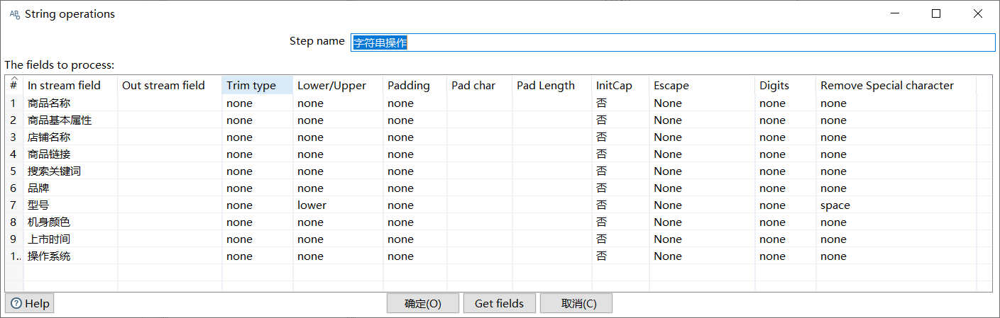 String operations
Step name 字符串操作
The fields to process:
# In stream field Out stream field Trim type Lower/Upper Padding Pad char Pad Length InitCap Escape Digits Remove Special character
1 商品名称 none none none 否 None none none
2 商品基本属性 none none none 否 None none none
3 店铺名称 none none none 否 None none none
4 商品链接 none none none 否 None none none
5 搜索关键词 none none none 否 None none none
6 品牌 none none none 否 None none none
7 型号 none lower none 否 None none space
8 机身颜色 none none none 否 None none none
9 上市时间 none none none 否 None none none
1.. 操作系统 none none none 否 None none none
Help 确定(O) Get fields 取消(C)